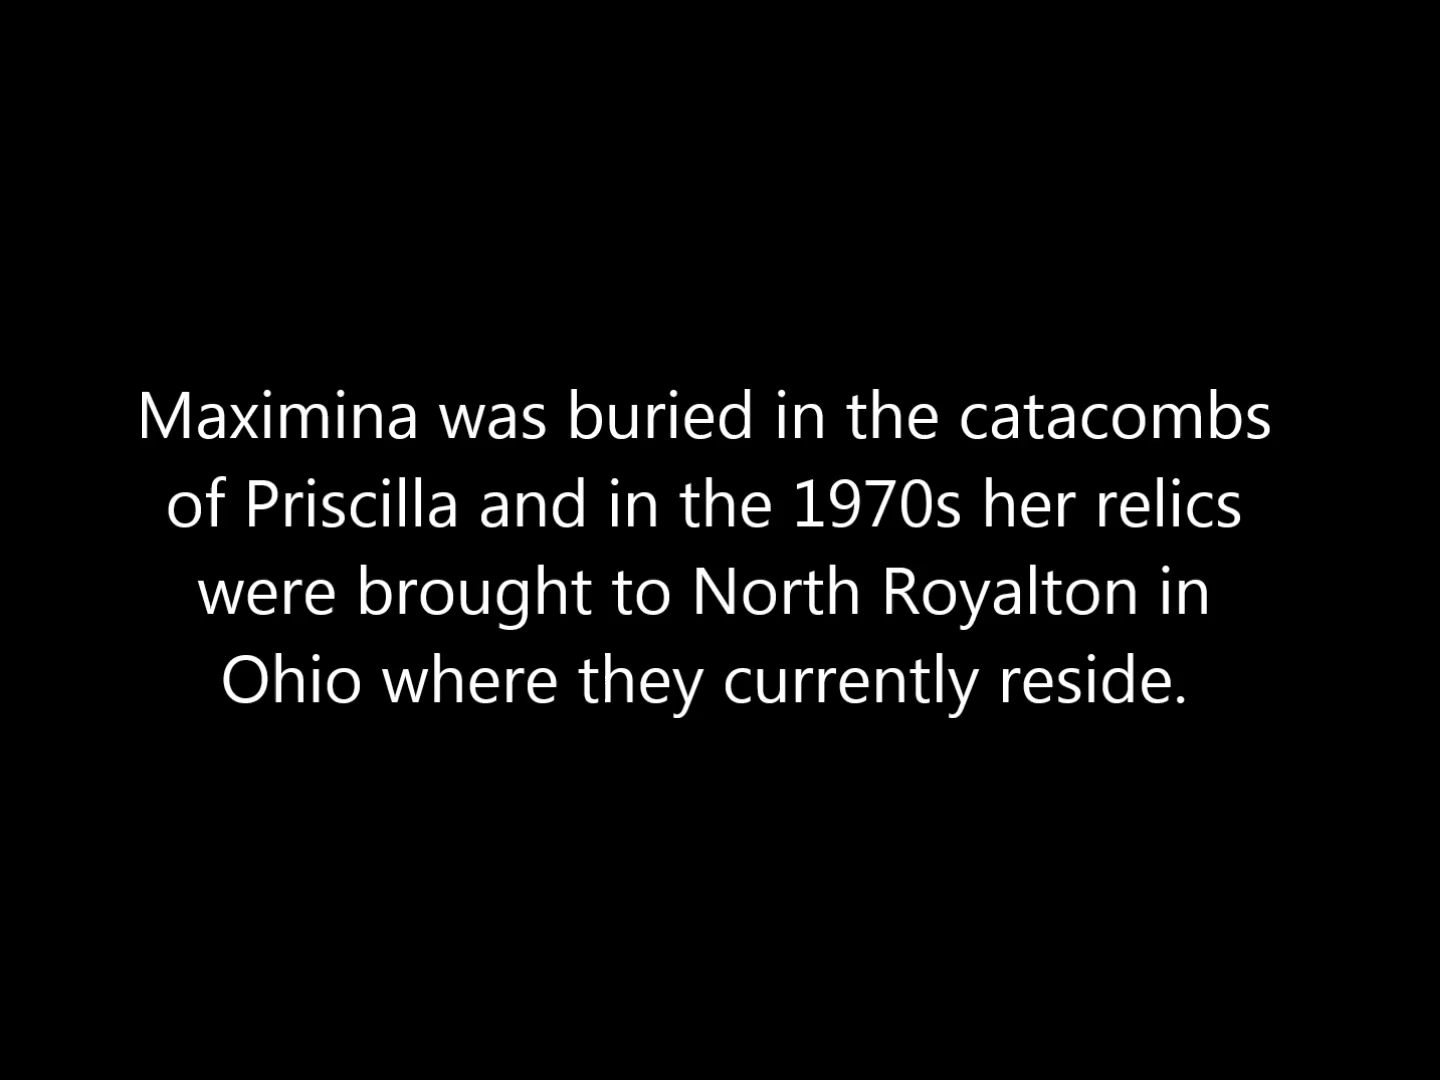 Maximina was buried in the catacombs
of Priscilla and in the 1970s her relics
were brought to North Royalton in
Ohio where they currently reside.